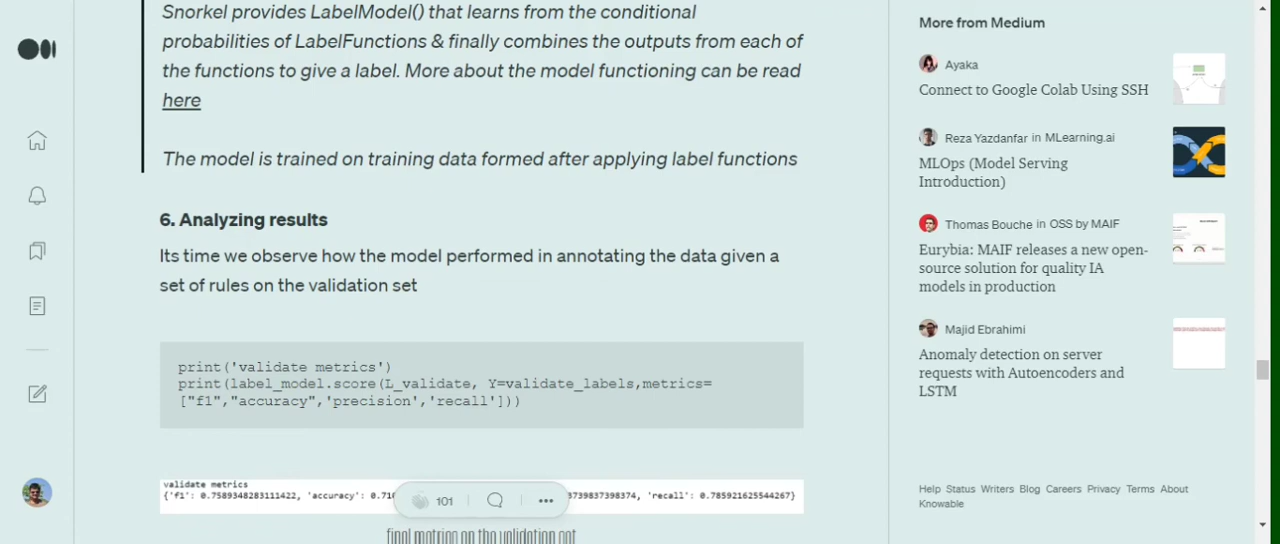 Snorkel provides LabelModel() that learns from the conditional
probabilities of LabelFunctions & finally combines the outputs from each of
the functions to give a label. More about the model functioning can be read
here
The model is trained on training data formed after applying label functions
6. Analyzing results
Its time we observe how the model performed in annotating the data given a
set of rules on the validation set
print('validate metrics')
print(label_model.score(L_validate, Y=validate_labels,metrics=
["f1","accuracy",'precision','recall']))
validate metrics
{'f1': 0.7589348283111422, 'accuracy': 0.71 3739837398374, 'recall': 0.785921625544267}
101
final metrics on the validation set
More from Medium
Ayaka
Connect to Google Colab Using SSH
Reza Yazdanfar in MLearning.ai
MLOps (Model Serving
Introduction)
Thomas Bouche in OSS by MAIF
Eurybia: MAIF releases a new open-
source solution for quality IA
models in production
Majid Ebrahimi
Anomaly detection on server
requests with Autoencoders and
LSTM
Help Status Writers Blog Careers Privacy Terms About
Knowable